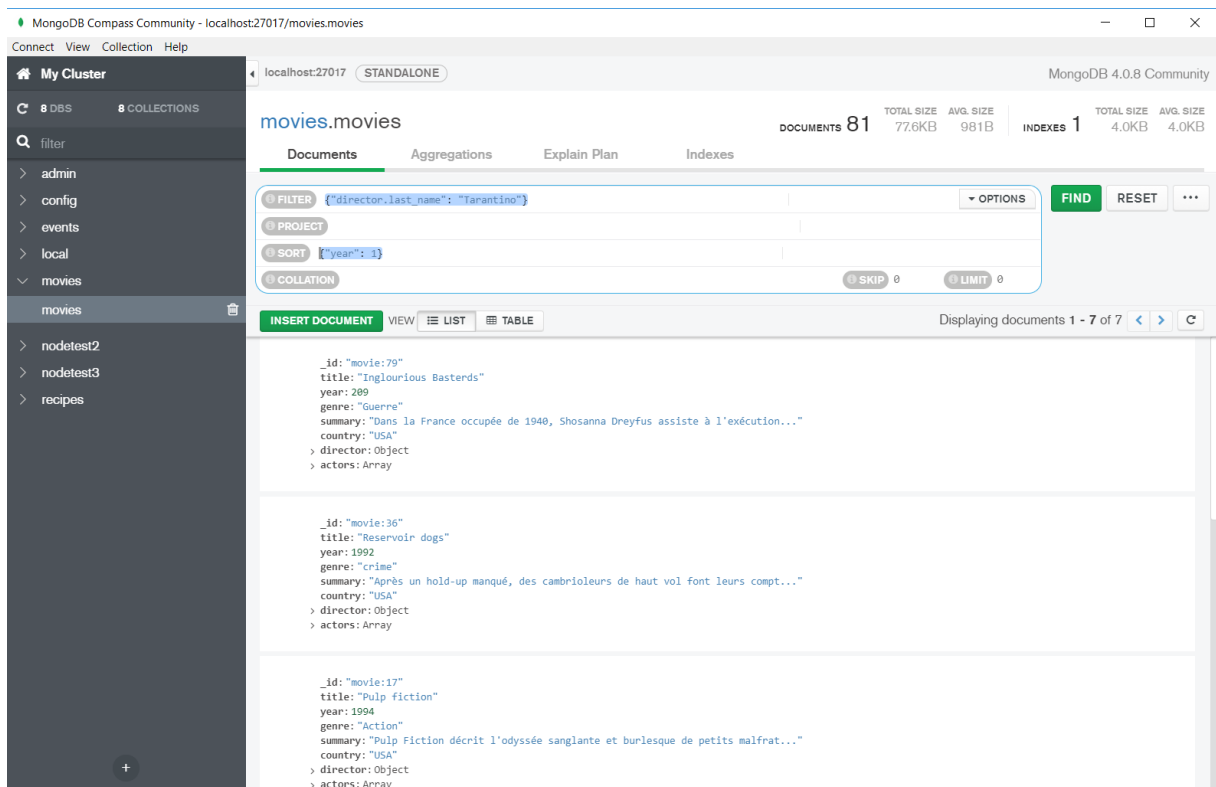 MongoDB Compass Community - localhost:27017/movies.movies
Connect View Collection Help
My Cluster
localhost:27017 STANDALONE
MongoDB 4.0.8 Community
8 DBS 8 COLLECTIONS
filter
admin
config
events
local
movies
movies
nodetest2
nodetest3
recipes
movies.movies
DOCUMENTS 81 TOTAL SIZE 77.6KB AVG. SIZE 981B INDEXES 1 TOTAL SIZE 4.0KB AVG. SIZE 4.0KB
Documents Aggregations Explain Plan Indexes
FILTER {"director.last_name": "Tarantino"} OPTIONS FIND RESET ···
PROJECT
SORT {"year": 1}
COLLATION SKIP 0 LIMIT 0
INSERT DOCUMENT VIEW LIST TABLE Displaying documents 1 - 7 of 7 < > C
_id: "movie:79"
title: "Inglourious Basterds"
year: 209
genre: "Guerre"
summary: "Dans la France occupée de 1940, Shosanna Dreyfus assiste à l'exécution..."
country: "USA"
> director: Object
> actors: Array
_id: "movie:36"
title: "Reservoir dogs"
year: 1992
genre: "crime"
summary: "Après un hold-up manqué, des cambrioleurs de haut vol font leurs compt..."
country: "USA"
> director: Object
> actors: Array
_id: "movie:17"
title: "Pulp fiction"
year: 1994
genre: "Action"
summary: "Pulp Fiction décrit l'odyssée sanglante et burlesque de petits malfrat..."
country: "USA"
> director: Object
> actors: Array